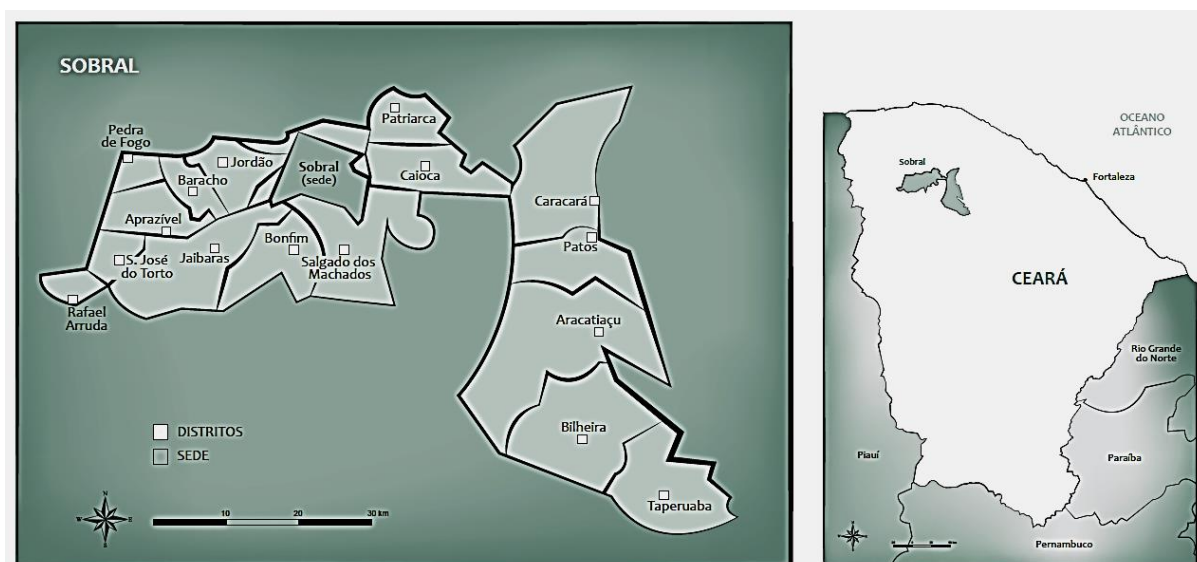 SOBRAL
Pedra
de Fogo
Jordão
Baracho
Aprazível
S. José
do Torto
Jaibaras
Rafael
Arruda
Sobral
(sede)
Bonfim
Salgado dos
Machados
Patriarca
Caioca
Caracará
Patos
Aracatiaçu
Bilheira
Taperuaba
DISTRITOS
SEDE
N
W
E
S
10
20
30 km
OCEANO
ATLÂNTICO
Sobral
Fortaleza
CEARÁ
Rio Grande
do Norte
Piauí
Paraíba
Pernambuco